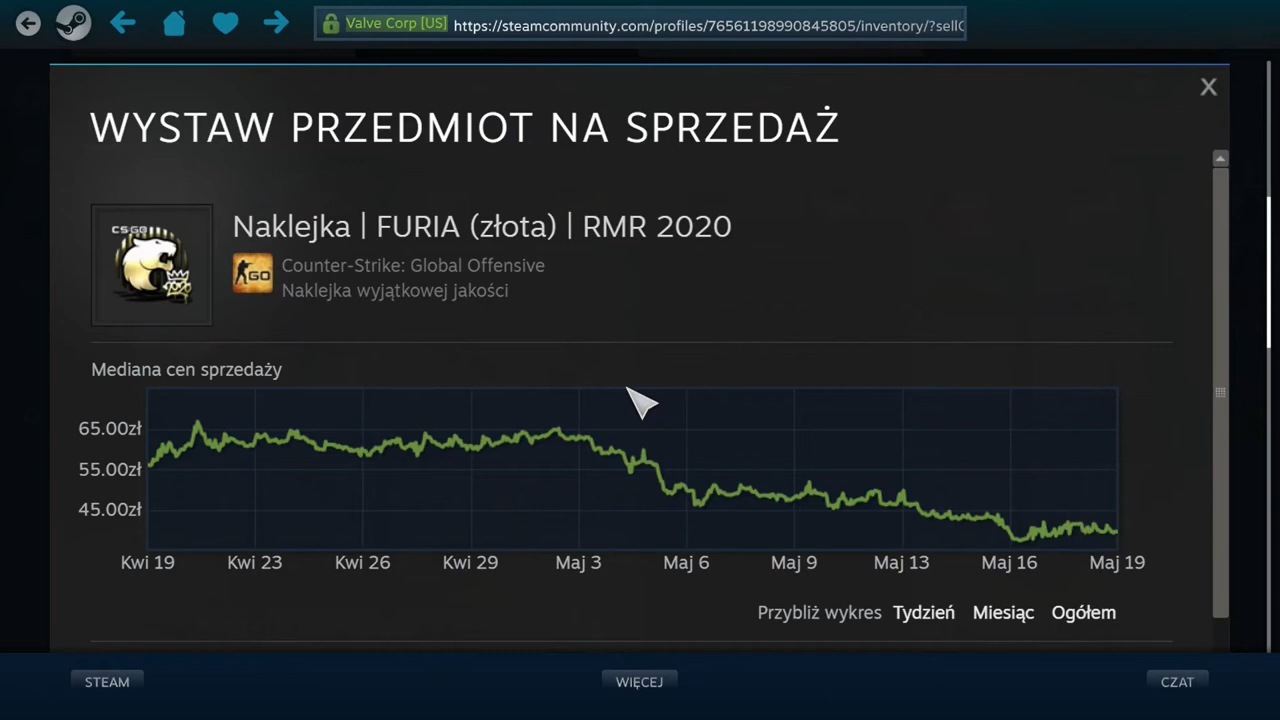 Valve Corp [US] https://steamcommunity.com/profiles/76561198990845805/inventory/?sell
X
WYSTAW PRZEDMIOT NA SPRZEDAŻ
CS:GO
Naklejka | FURIA (złota) | RMR 2020
GO
Counter-Strike: Global Offensive
Naklejka wyjątkowej jakości
Mediana cen sprzedaży
65.00zł
55.00zł
45.00zł
Kwi 19 Kwi 23 Kwi 26 Kwi 29 Maj 3 Maj 6 Maj 9 Maj 13 Maj 16 Maj 19
Przybliż wykres Tydzień Miesiąc Ogółem
STEAM WIĘCEJ CZAT